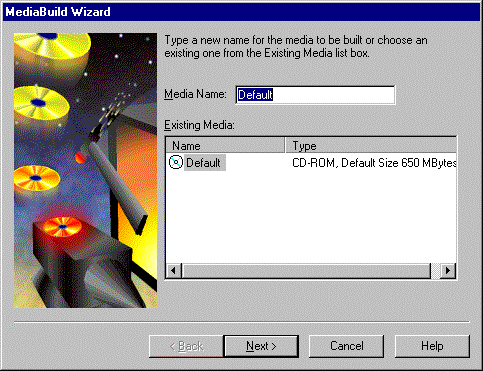 MediaBuild Wizard
Type a new name for the media to be built or choose an
existing one from the Existing Media list box.
Media Name: Default
Existing Media:
Name Type
Default CD-ROM, Default Size 650 MBytes
< Back Next > Cancel Help